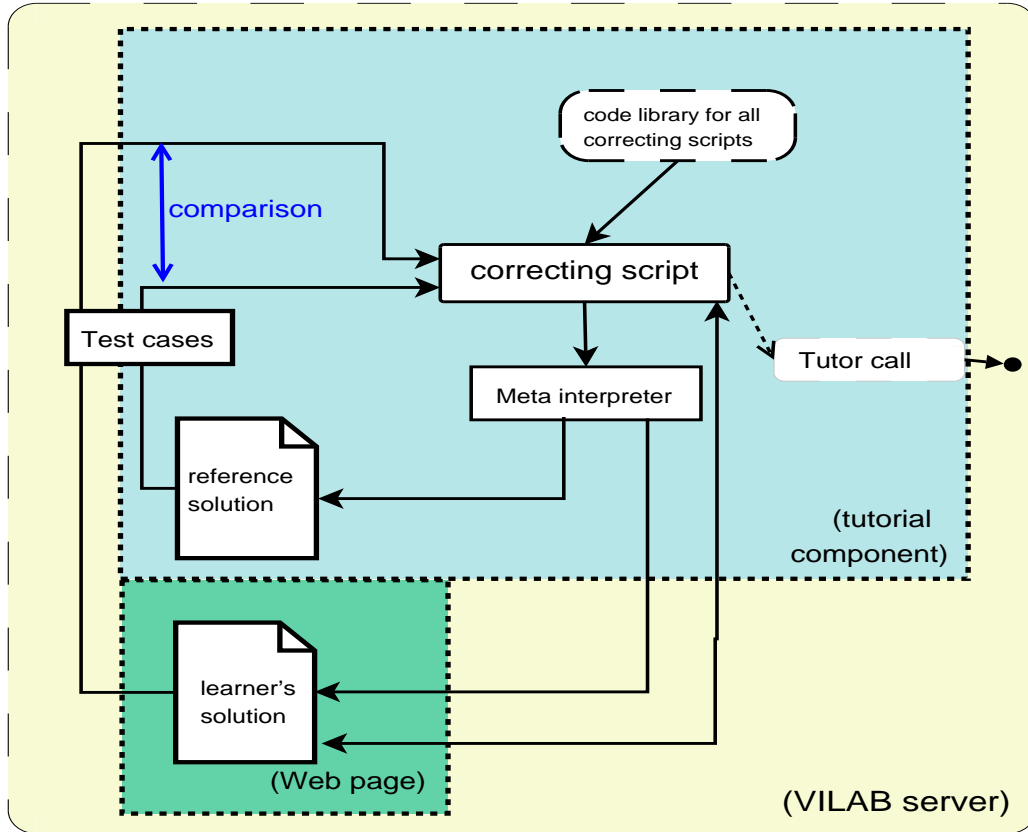 code library for all
correcting scripts
comparison
correcting script
Test cases
Tutor call
Meta interpreter
reference
solution
(tutorial
component)
learner's
solution
(Web page)
(VILAB server)